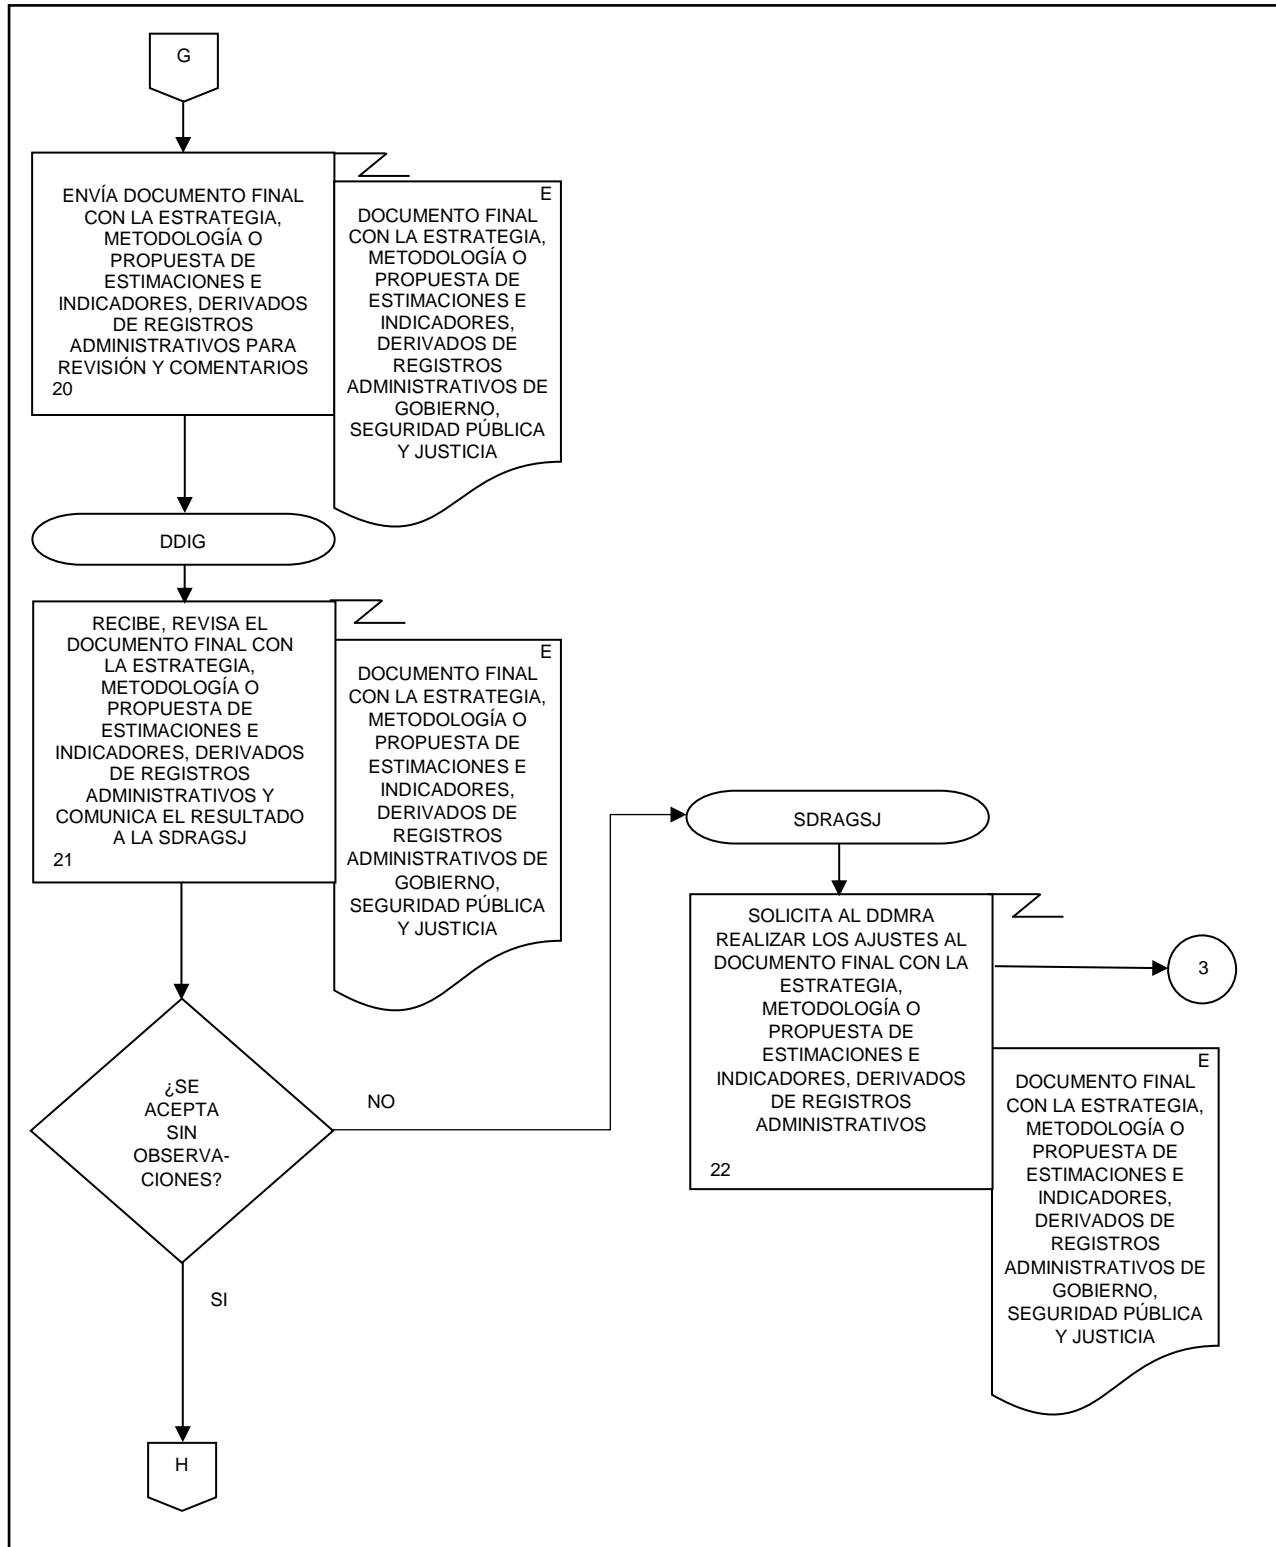 G
ENVÍA DOCUMENTO FINAL
CON LA ESTRATEGIA,
METODOLOGÍA O
PROPUESTA DE
ESTIMACIONES E
INDICADORES, DERIVADOS
DE REGISTROS
ADMINISTRATIVOS PARA
REVISIÓN Y COMENTARIOS
20
E
DOCUMENTO FINAL
CON LA ESTRATEGIA,
METODOLOGÍA O
PROPUESTA DE
ESTIMACIONES E
INDICADORES,
DERIVADOS DE
REGISTROS
ADMINISTRATIVOS DE
GOBIERNO,
SEGURIDAD PÚBLICA
Y JUSTICIA
DDIG
RECIBE, REVISA EL
DOCUMENTO FINAL CON
LA ESTRATEGIA,
METODOLOGÍA O
PROPUESTA DE
ESTIMACIONES E
INDICADORES, DERIVADOS
DE REGISTROS
ADMINISTRATIVOS Y
COMUNICA EL RESULTADO
A LA SDRAGSJ
21
E
DOCUMENTO FINAL
CON LA ESTRATEGIA,
METODOLOGÍA O
PROPUESTA DE
ESTIMACIONES E
INDICADORES,
DERIVADOS DE
REGISTROS
ADMINISTRATIVOS DE
GOBIERNO,
SEGURIDAD PÚBLICA
Y JUSTICIA
¿SE
ACEPTA
SIN
OBSERVA-
CIONES?
NO
SI
H
SDRAGSJ
SOLICITA AL DDMRA
REALIZAR LOS AJUSTES AL
DOCUMENTO FINAL CON LA
ESTRATEGIA,
METODOLOGÍA O
PROPUESTA DE
ESTIMACIONES E
INDICADORES, DERIVADOS
DE REGISTROS
ADMINISTRATIVOS
22
3
E
DOCUMENTO FINAL
CON LA ESTRATEGIA,
METODOLOGÍA O
PROPUESTA DE
ESTIMACIONES E
INDICADORES,
DERIVADOS DE
REGISTROS
ADMINISTRATIVOS DE
GOBIERNO,
SEGURIDAD PÚBLICA
Y JUSTICIA